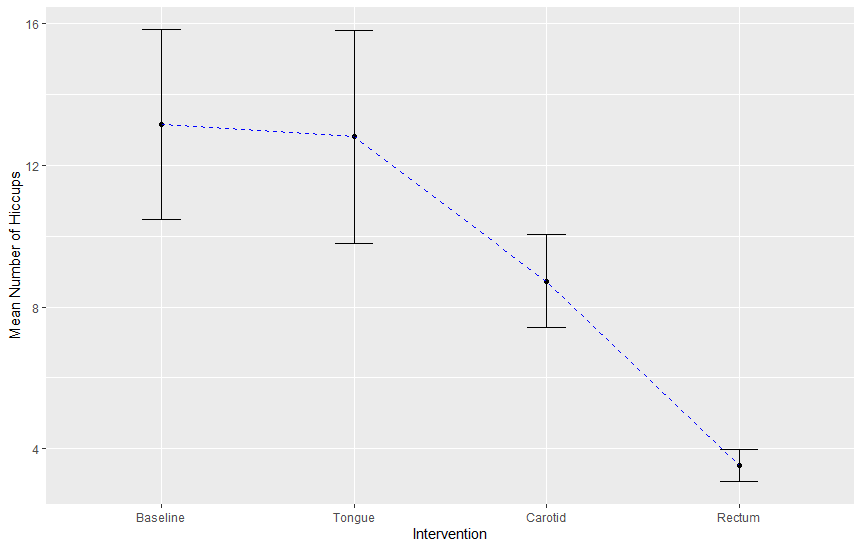 16
12
8
4
Mean Number of Hiccups
Baseline Tongue Carotid Rectum
Intervention